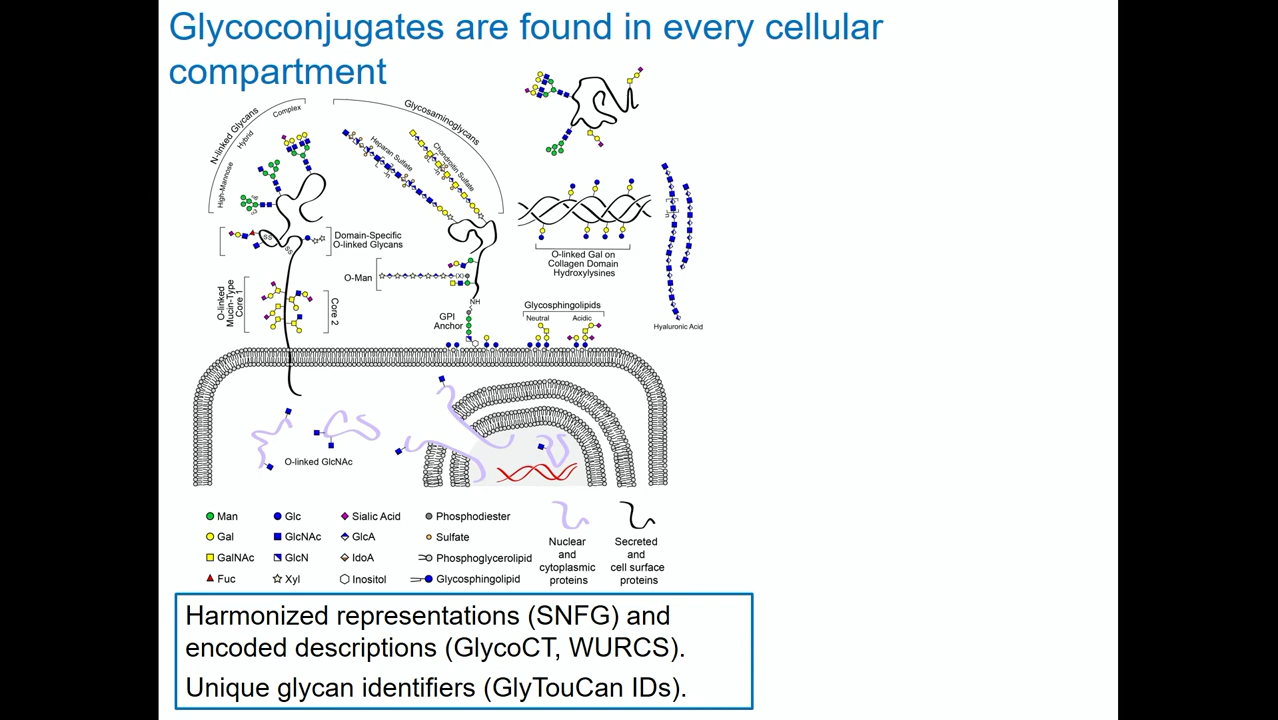 Glycoconjugates are found in every cellular
compartment
N-linked Glycans
High-Mannose
Hybrid
Complex
Glycosaminoglycans
Heparan Sulfate
Chondroitin Sulfate
SS
SS
Domain-Specific
O-linked Glycans
O-Man
(X)
O-linked
Mucin-Type
Core 1
Core 2
NH
GPI
Anchor
O-linked Gal on
Collagen Domain
Hydroxylysines
Glycosphingolipids
Neutral
Acidic
Hyaluronic Acid
O-linked GlcNAc
Man
Glc
Sialic Acid
Phosphodiester
Gal
GlcNAc
GlcA
Sulfate
GalNAc
GlcN
IdoA
Phosphoglycerolipid
Fuc
Xyl
Inositol
Glycosphingolipid
Nuclear
and
cytoplasmic
proteins
Secreted
and
cell surface
proteins
Harmonized representations (SNFG) and
encoded descriptions (GlycoCT, WURCS).
Unique glycan identifiers (GlyTouCan IDs).